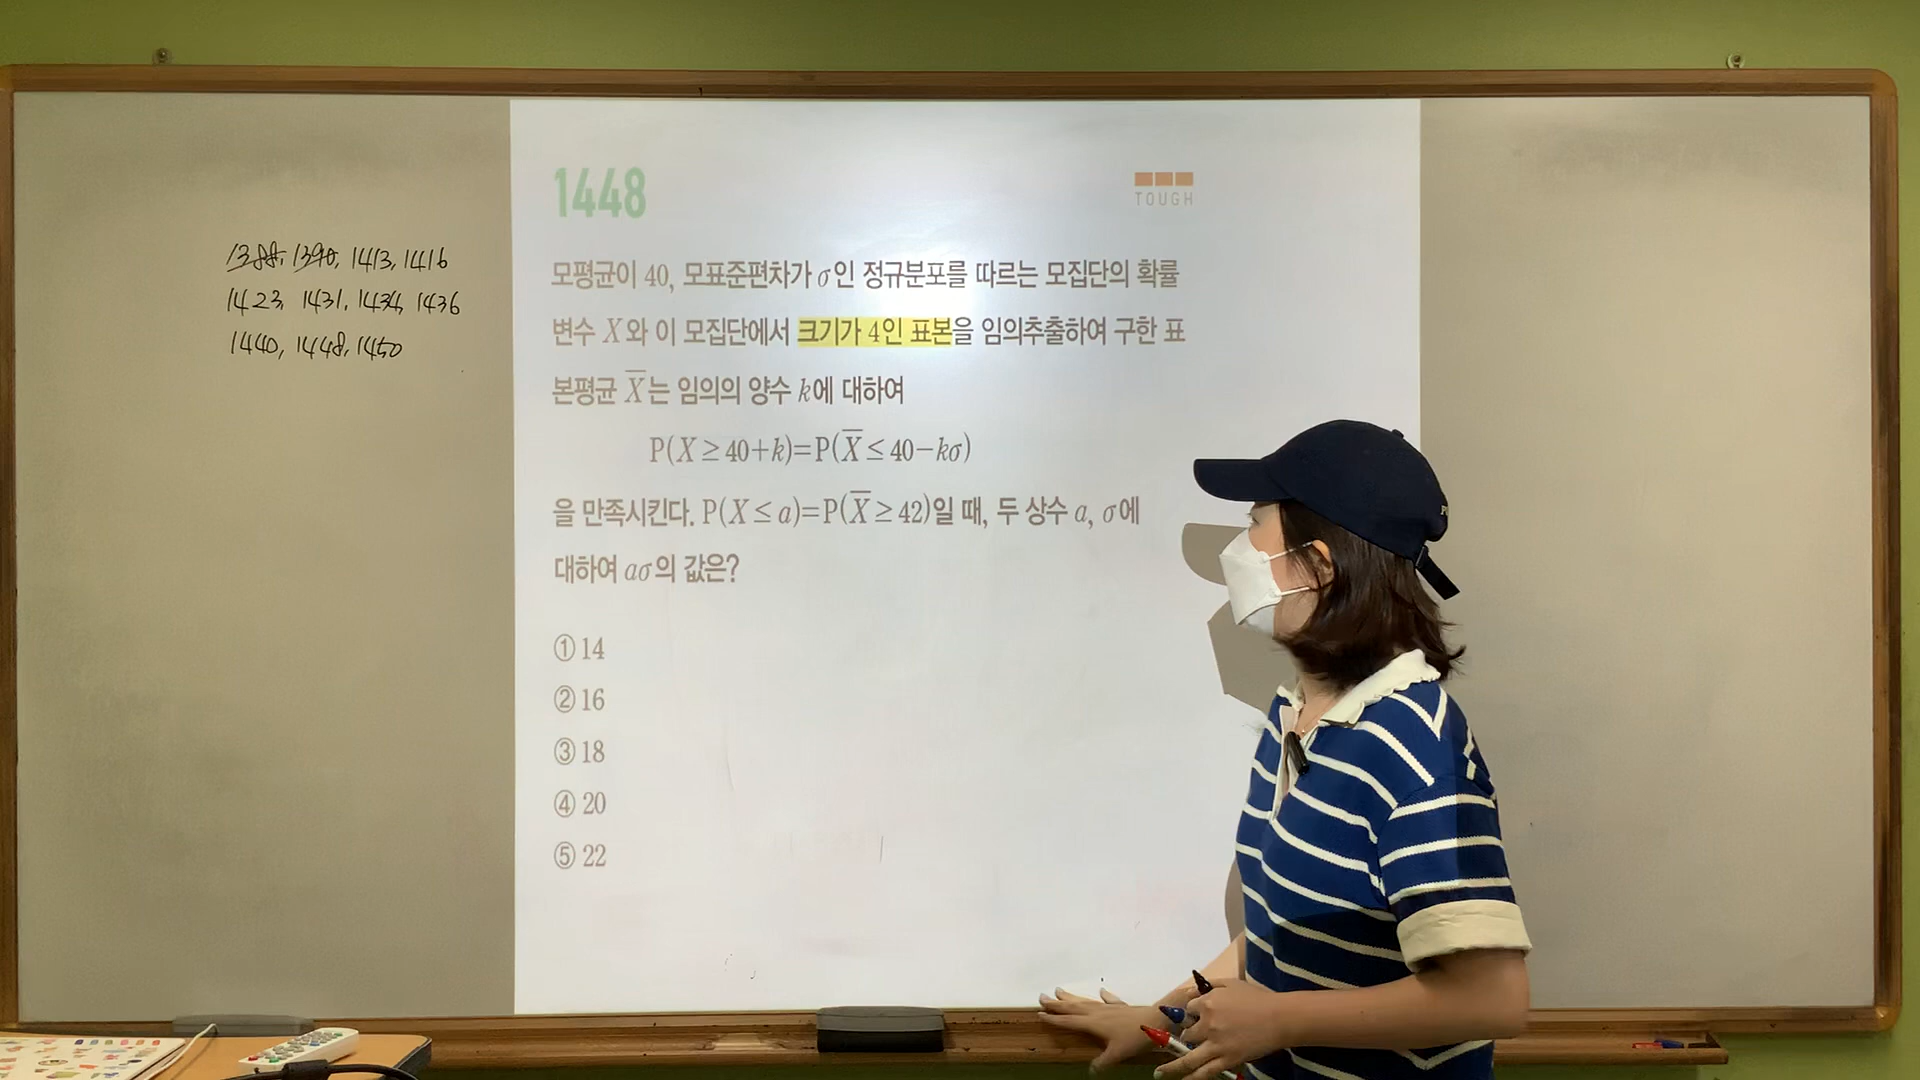 1388, 1390, 1413, 1416
1423, 1431, 1434, 1436
1440, 1448, 1450
1448
TOUGH
모평균이 40, 모표준편차가 σ인 정규분포를 따르는 모집단의 확률
변수 X와 이 모집단에서 크기가 4인 표본을 임의추출하여 구한 표
본평균 X̄는 임의의 양수 k에 대하여
P(X≥40+k)=P(X̄≤40-kσ)
을 만족시킨다. P(X≤a)=P(X̄≥42)일 때, 두 상수 a, σ에
대하여 aσ의 값은?
① 14
② 16
③ 18
④ 20
⑤ 22